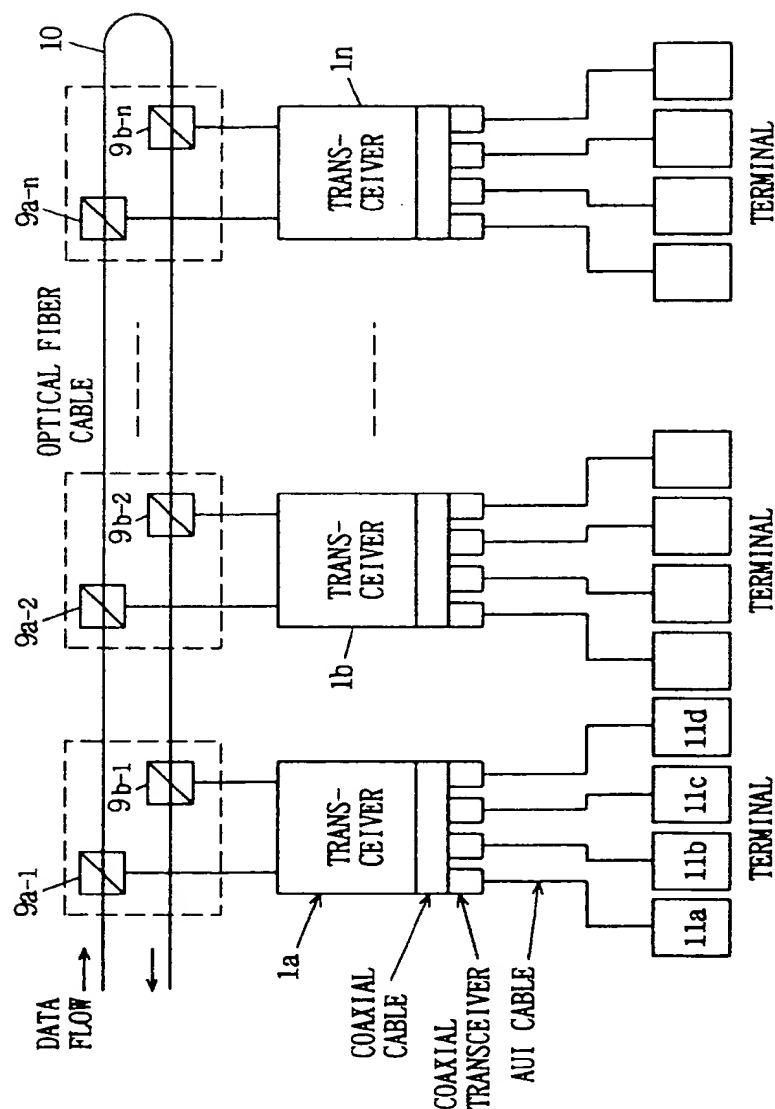 DATA
FLOW
OPTICAL FIBER
CABLE
10
9a-1
9b-1
9a-2
9b-2
9a-n
9b-n
1a
TRANS-
CEIVER
1b
TRANS-
CEIVER
1n
TRANS-
CEIVER
COAXIAL
CABLE
COAXIAL
TRANSCEIVER
AUI CABLE
11a
11b
11c
11d
TERMINAL
TERMINAL
TERMINAL